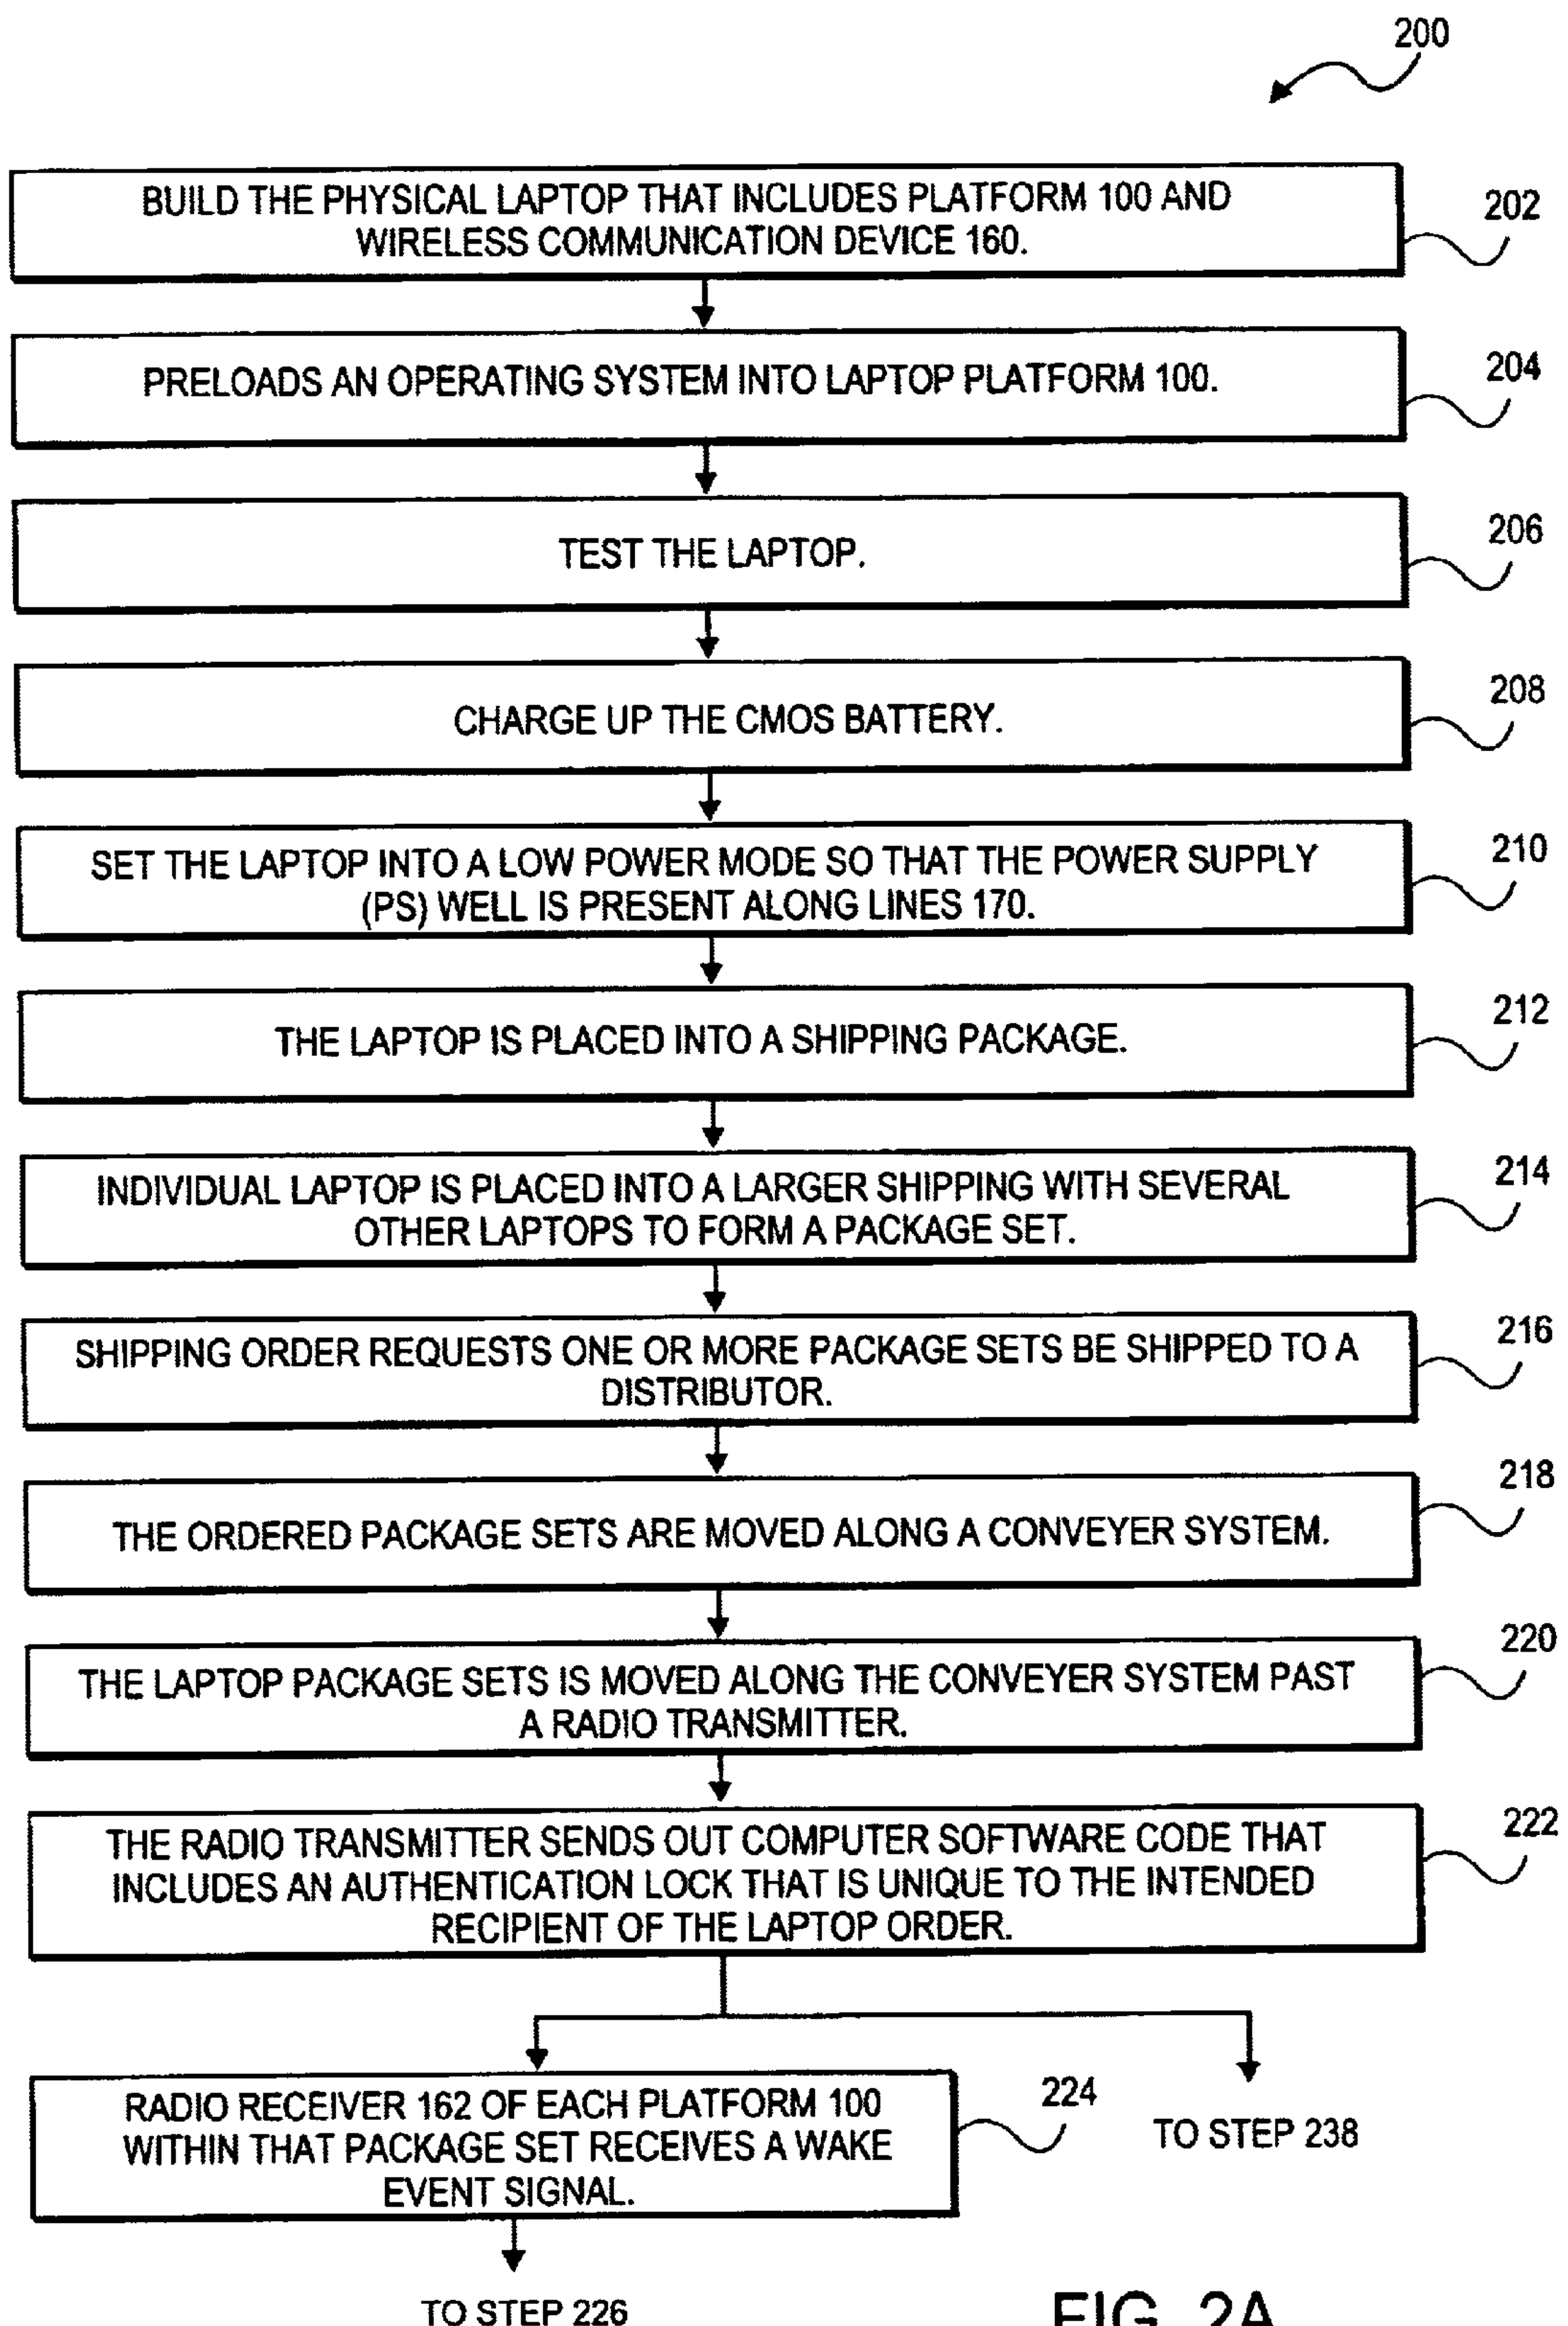 200
BUILD THE PHYSICAL LAPTOP THAT INCLUDES PLATFORM 100 AND
WIRELESS COMMUNICATION DEVICE 160.
202
PRELOADS AN OPERATING SYSTEM INTO LAPTOP PLATFORM 100.
204
TEST THE LAPTOP.
206
CHARGE UP THE CMOS BATTERY.
208
SET THE LAPTOP INTO A LOW POWER MODE SO THAT THE POWER SUPPLY
(PS) WELL IS PRESENT ALONG LINES 170.
210
THE LAPTOP IS PLACED INTO A SHIPPING PACKAGE.
212
INDIVIDUAL LAPTOP IS PLACED INTO A LARGER SHIPPING WITH SEVERAL
OTHER LAPTOPS TO FORM A PACKAGE SET.
214
SHIPPING ORDER REQUESTS ONE OR MORE PACKAGE SETS BE SHIPPED TO A
DISTRIBUTOR.
216
THE ORDERED PACKAGE SETS ARE MOVED ALONG A CONVEYER SYSTEM.
218
THE LAPTOP PACKAGE SETS IS MOVED ALONG THE CONVEYER SYSTEM PAST
A RADIO TRANSMITTER.
220
THE RADIO TRANSMITTER SENDS OUT COMPUTER SOFTWARE CODE THAT
INCLUDES AN AUTHENTICATION LOCK THAT IS UNIQUE TO THE INTENDED
RECIPIENT OF THE LAPTOP ORDER.
222
RADIO RECEIVER 162 OF EACH PLATFORM 100
WITHIN THAT PACKAGE SET RECEIVES A WAKE
EVENT SIGNAL.
224
TO STEP 238
TO STEP 226
FIG. 2A